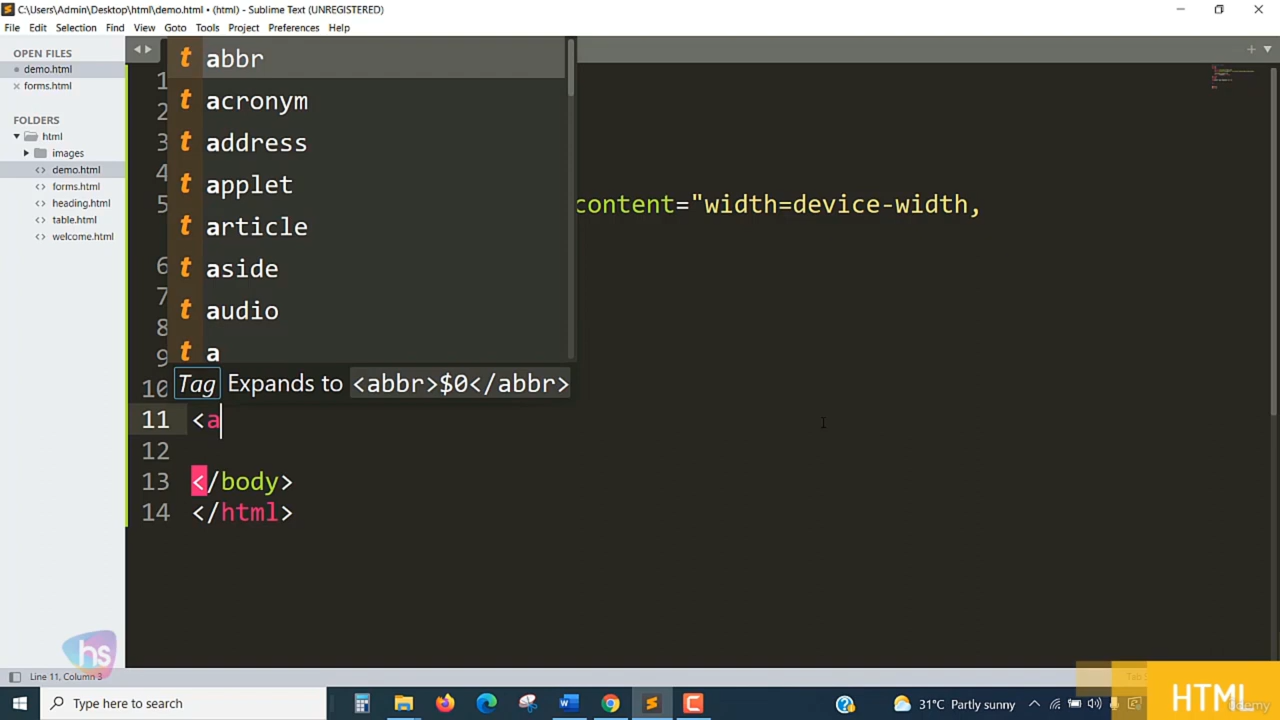 C:\Users\Admin\Desktop\html\demo.html • (html) - Sublime Text (UNREGISTERED)
File Edit Selection Find View Goto Tools Project Preferences Help
OPEN FILES
demo.html
forms.html
FOLDERS
html
images
demo.html
forms.html
heading.html
table.html
welcome.html
abbr
acronym
address
applet
article
aside
audio
a
Tag Expands to <abbr>$0</abbr>
1
2
3
4
5 content="width=device-width,
6
7
8
9
10
11 <a
12
13 </body>
14 </html>
hs
Line 11, Column 3
Tab S
Type here to search
31°C Partly sunny
HTML
Udemy